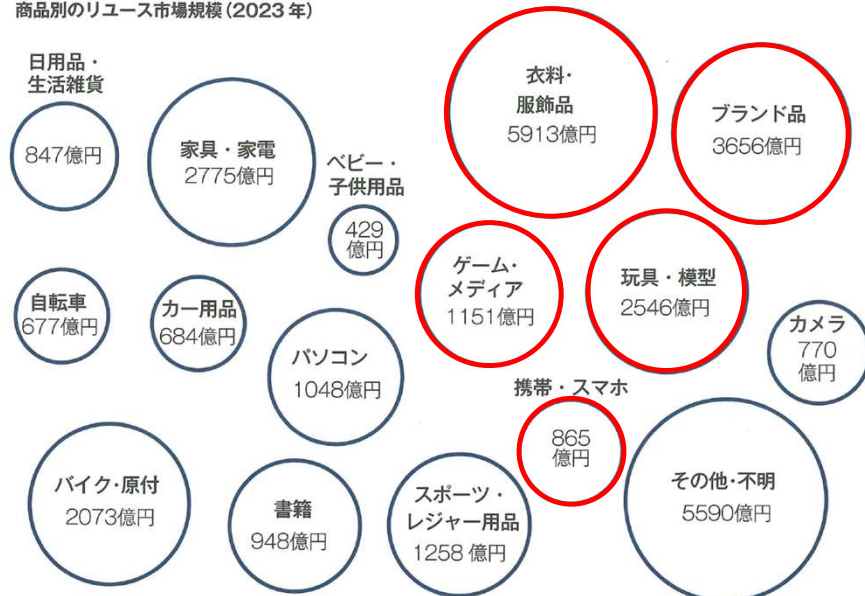 商品別のリユース市場規模(2023年)
日用品・
生活雑貨
847億円
家具・家電
2775億円
ベビー・
子供用品
429
億円
衣料・
服飾品
5913億円
ブランド品
3656億円
自転車
677億円
カー用品
684億円
パソコン
1048億円
ゲーム・
メディア
1151億円
玩具・模型
2546億円
カメラ
770
億円
携帯・スマホ
865
億円
バイク・原付
2073億円
書籍
948億円
スポーツ・
レジャー用品
1258億円
その他・不明
5590億円